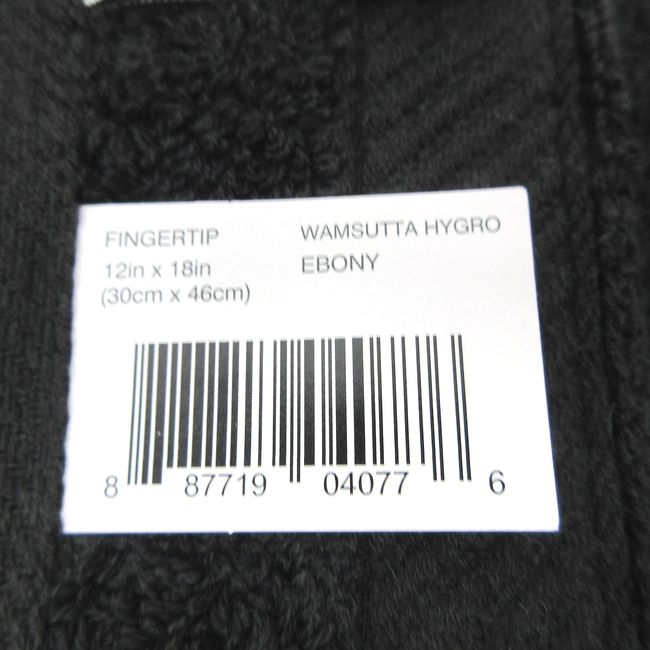 FINGERTIP
12in x 18in
(30cm x 46cm)
WAMSUTTA HYGRO
EBONY
8 87719 04077 6